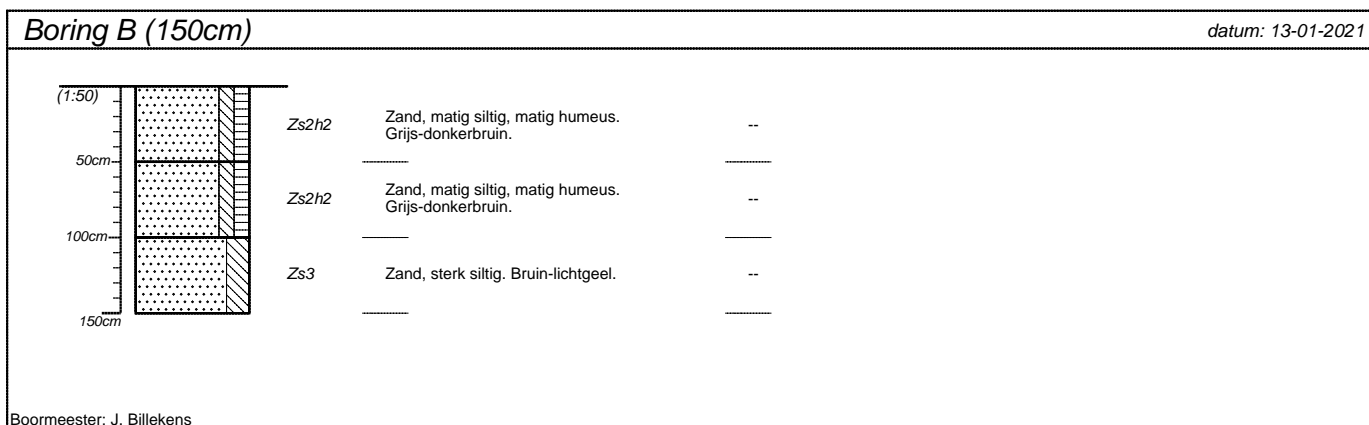 Boring B (150cm)
datum: 13-01-2021
(1:50)
Zs2h2
Zand, matig siltig, matig humeus.
Grijs-donkerbruin.
--
50cm
Zs2h2
Zand, matig siltig, matig humeus.
Grijs-donkerbruin.
--
100cm
Zs3
Zand, sterk siltig. Bruin-lichtgeel.
--
150cm
Boormeester: J. Billekens